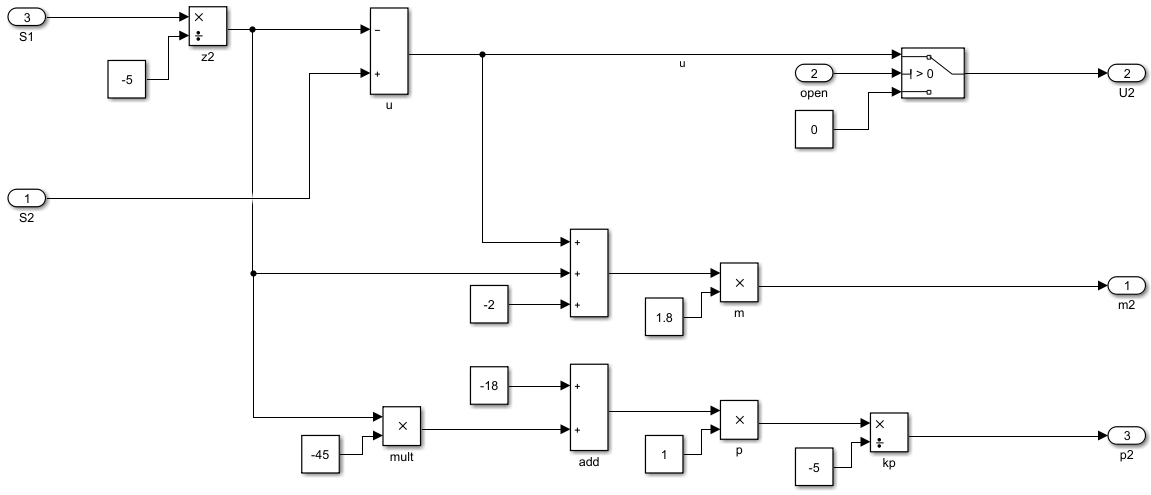 3
S1
×
÷
z2
-5
−
+
u
u
2
open
> 0
0
2
U2
1
S2
+
+
+
-2
×
m
1.8
1
m2
-18
+
+
add
-45
×
mult
×
p
1
×
÷
kp
-5
3
p2